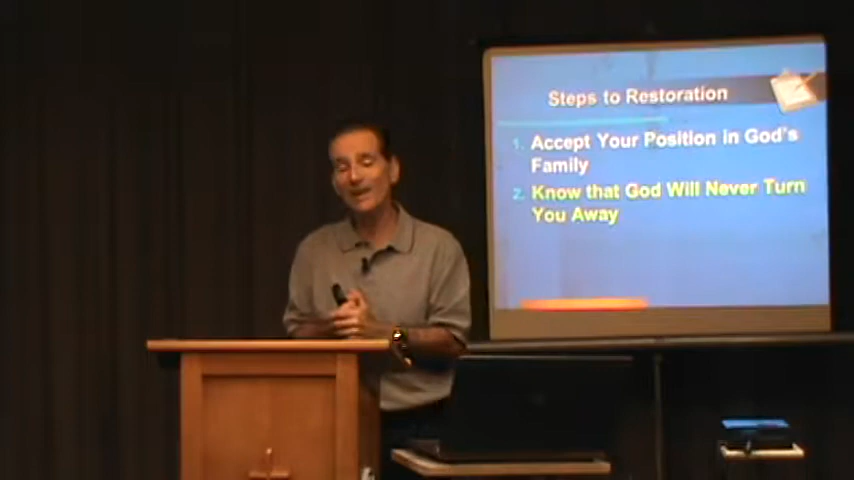 Steps to Restoration
1. Accept Your Position in God's
Family
2. Know that God Will Never Turn
You Away